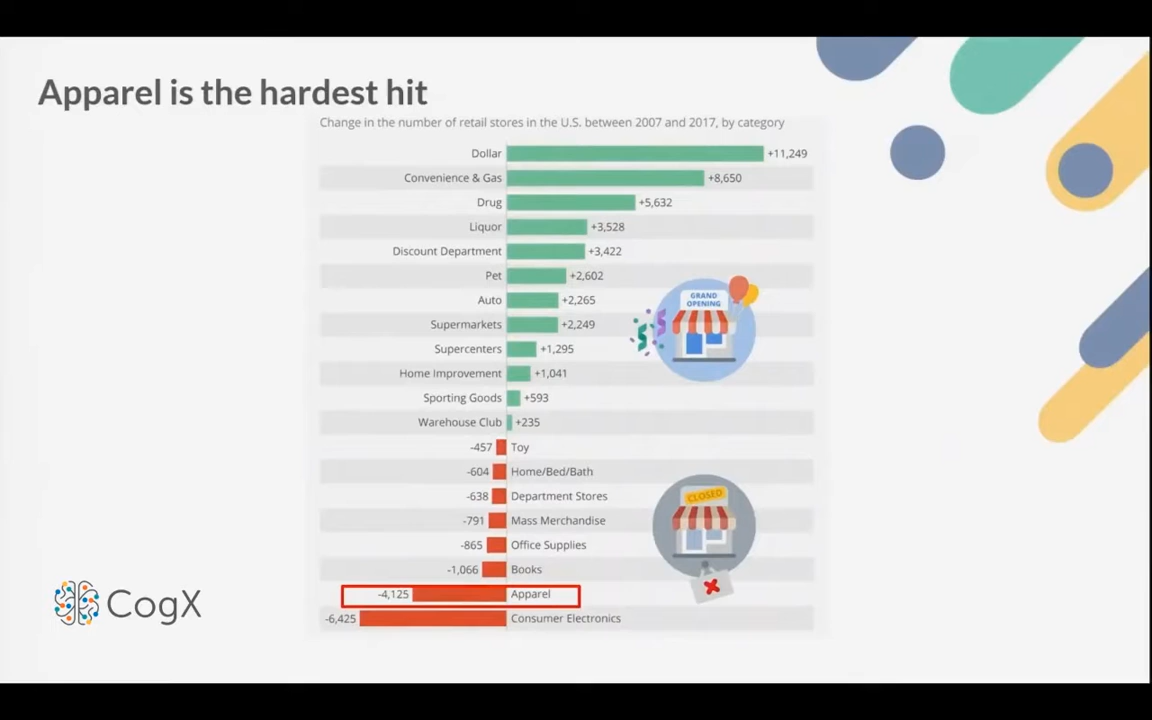 Apparel is the hardest hit
Change in the number of retail stores in the U.S. between 2007 and 2017, by category
Dollar +11,249
Convenience & Gas +8,650
Drug +5,632
Liquor +3,528
Discount Department +3,422
Pet +2,602
Auto +2,265
Supermarkets +2,249
Supercenters +1,295
Home Improvement +1,041
Sporting Goods +593
Warehouse Club +235
GRAND
OPENING
-457 Toy
-604 Home/Bed/Bath
-638 Department Stores
-791 Mass Merchandise
-865 Office Supplies
-1,066 Books
-4,125 Apparel
-6,425 Consumer Electronics
CLOSED
CogX